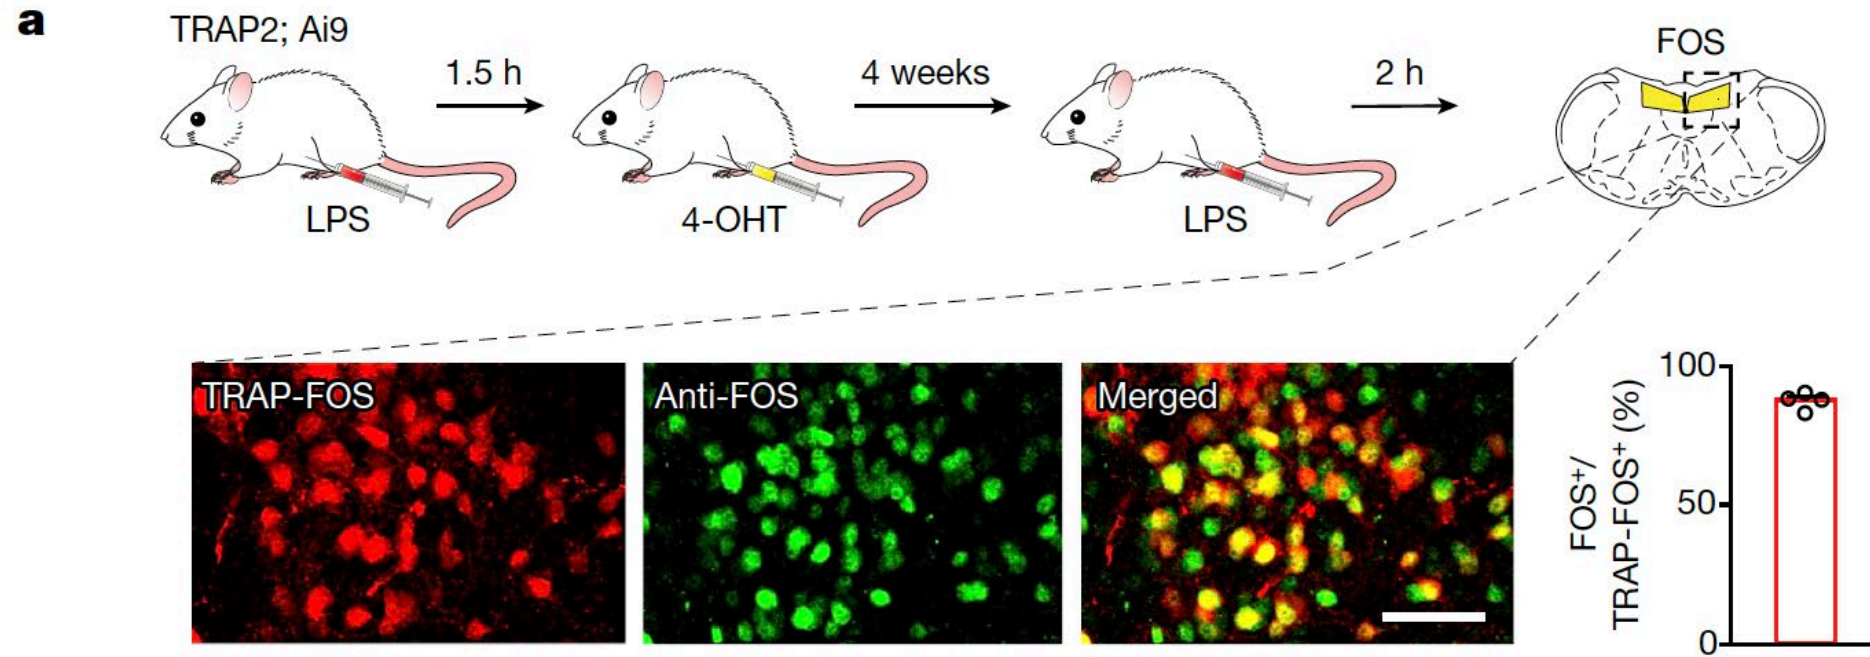 a
TRAP2; Ai9
1.5 h
4 weeks
2 h
FOS
LPS
4-OHT
LPS
TRAP-FOS
Anti-FOS
Merged
FOS⁺/
TRAP-FOS⁺ (%)
100
50
0